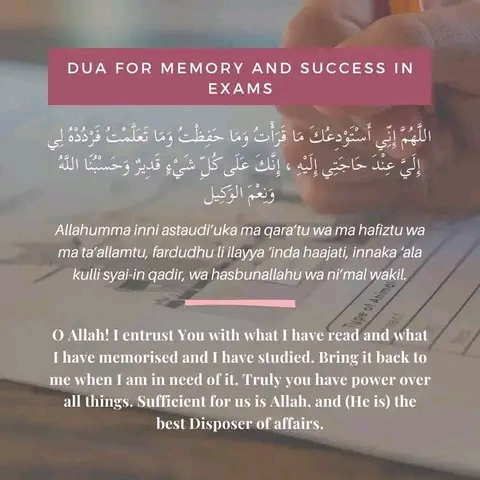 DUA FOR MEMORY AND SUCCESS IN
EXAMS
اللَّهُمَّ إِنِّي أَسْتَوْدِعُكَ مَا قَرَأْتُ وَمَا حَفِظْتُ وَمَا تَعَلَّمْتُ فَرْدُدْهُ لِي
إِلَيَّ عِنْدَ حَاجَتِي إِلَيْهِ ، إِنَّكَ عَلَى كُلِّ شَيْءٍ قَدِيرٌ وَحَسْبُنَا اللَّهُ
وَنِعْمَ الْوَكِيل
Allahumma inni astaudi'uka ma qara'tu wa ma hafiztu wa
ma ta'allamtu, fardudhu li ilayya 'inda haajati, innaka 'ala
kulli syai-in qadir, wa hasbunallahu wa ni'mal wakil.
O Allah! I entrust You with what I have read and what
I have memorised and I have studied. Bring it back to
me when I am in need of it. Truly you have power over
all things. Sufficient for us is Allah, and (He is) the
best Disposer of affairs.
Type of Animal